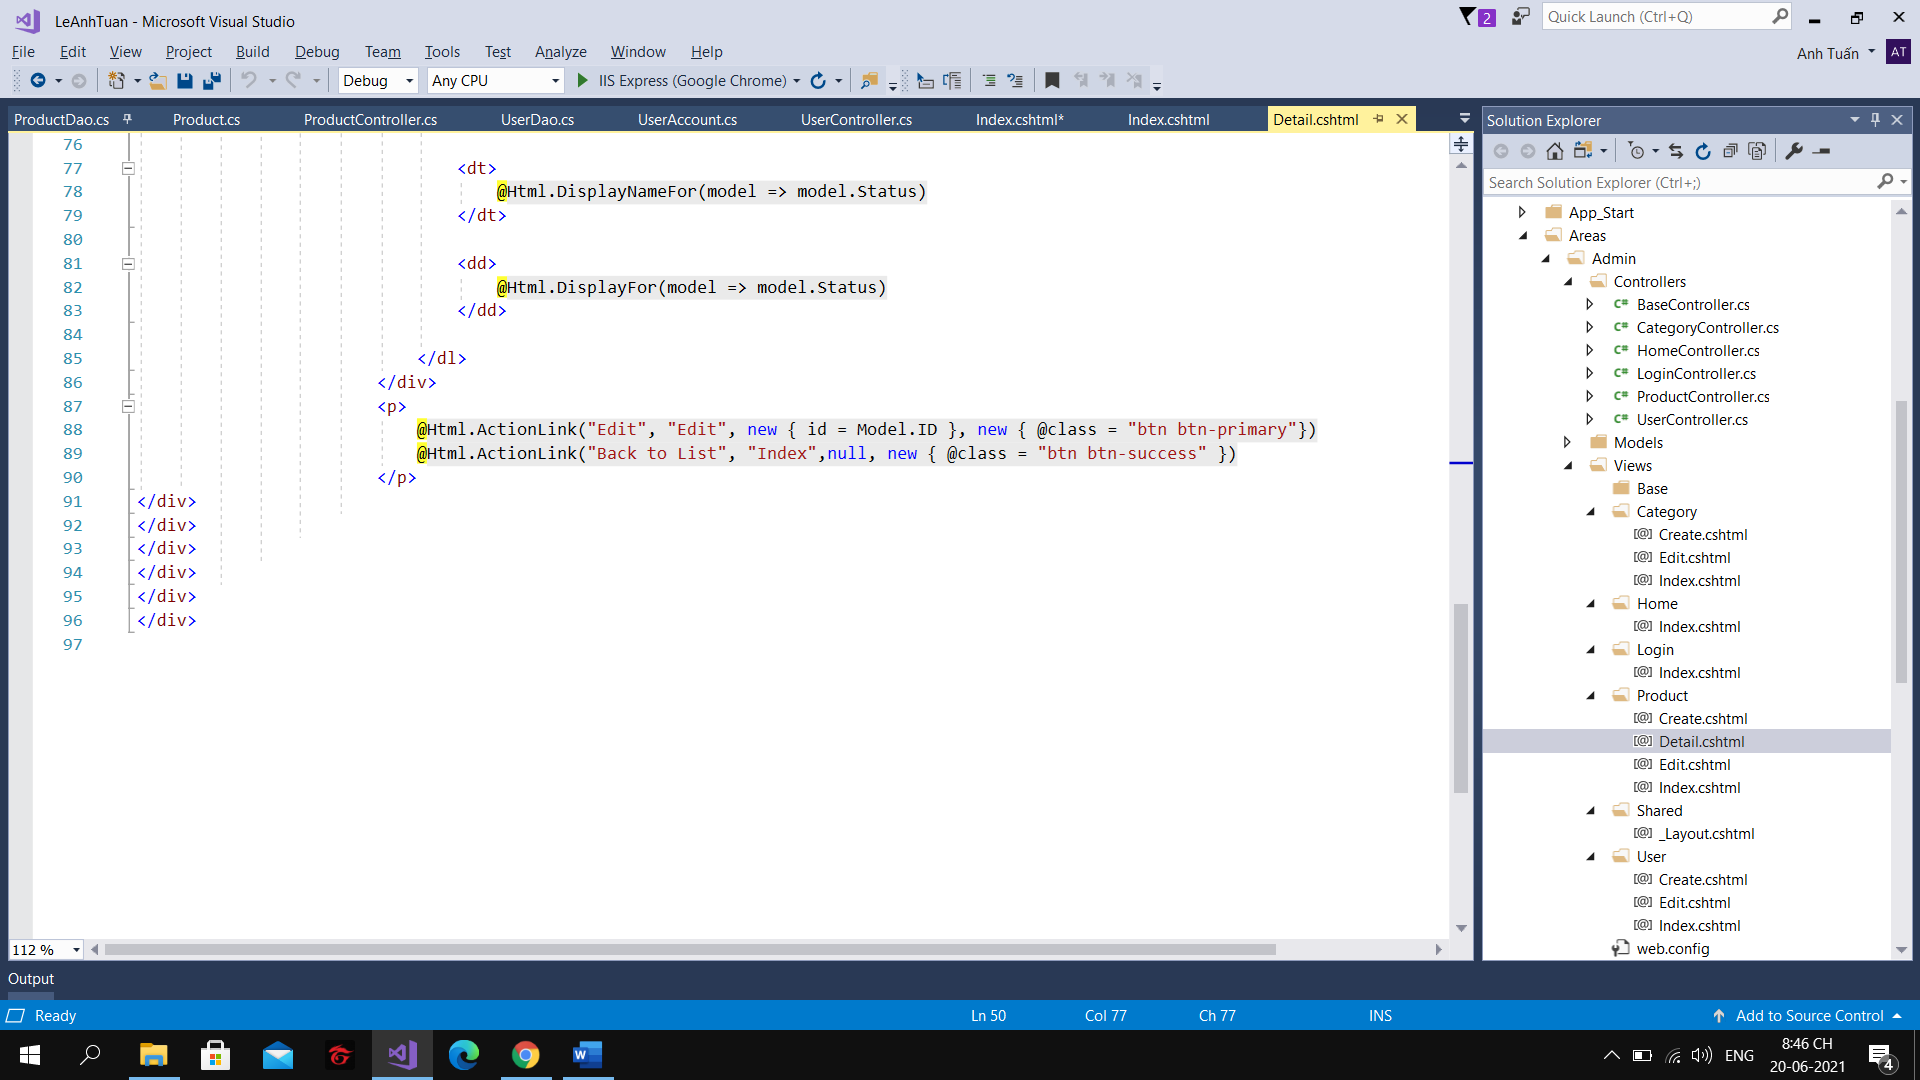 LeAnhTuan - Microsoft Visual Studio
2
Quick Launch (Ctrl+Q)
File Edit View Project Build Debug Team Tools Test Analyze Window Help
Anh Tuấn AT
Debug Any CPU IIS Express (Google Chrome)
ProductDao.cs Product.cs ProductController.cs UserDao.cs UserAccount.cs UserController.cs Index.cshtml* Index.cshtml Detail.cshtml
76
77 <dt>
78 @Html.DisplayNameFor(model => model.Status)
79 </dt>
80
81 <dd>
82 @Html.DisplayFor(model => model.Status)
83 </dd>
84
85 </dl>
86 </div>
87 <p>
88 @Html.ActionLink("Edit", "Edit", new { id = Model.ID }, new { @class = "btn btn-primary"})
89 @Html.ActionLink("Back to List", "Index",null, new { @class = "btn btn-success" })
90 </p>
91 </div>
92 </div>
93 </div>
94 </div>
95 </div>
96 </div>
97
112 %
Solution Explorer
Search Solution Explorer (Ctrl+;)
App_Start
Areas
Admin
Controllers
C# BaseController.cs
C# CategoryController.cs
C# HomeController.cs
C# LoginController.cs
C# ProductController.cs
C# UserController.cs
Models
Views
Base
Category
[@] Create.cshtml
[@] Edit.cshtml
[@] Index.cshtml
Home
[@] Index.cshtml
Login
[@] Index.cshtml
Product
[@] Create.cshtml
[@] Detail.cshtml
[@] Edit.cshtml
[@] Index.cshtml
Shared
[@] _Layout.cshtml
User
[@] Create.cshtml
[@] Edit.cshtml
[@] Index.cshtml
web.config
Output
Ready Ln 50 Col 77 Ch 77 INS Add to Source Control
W ENG 8:46 CH
20-06-2021
4